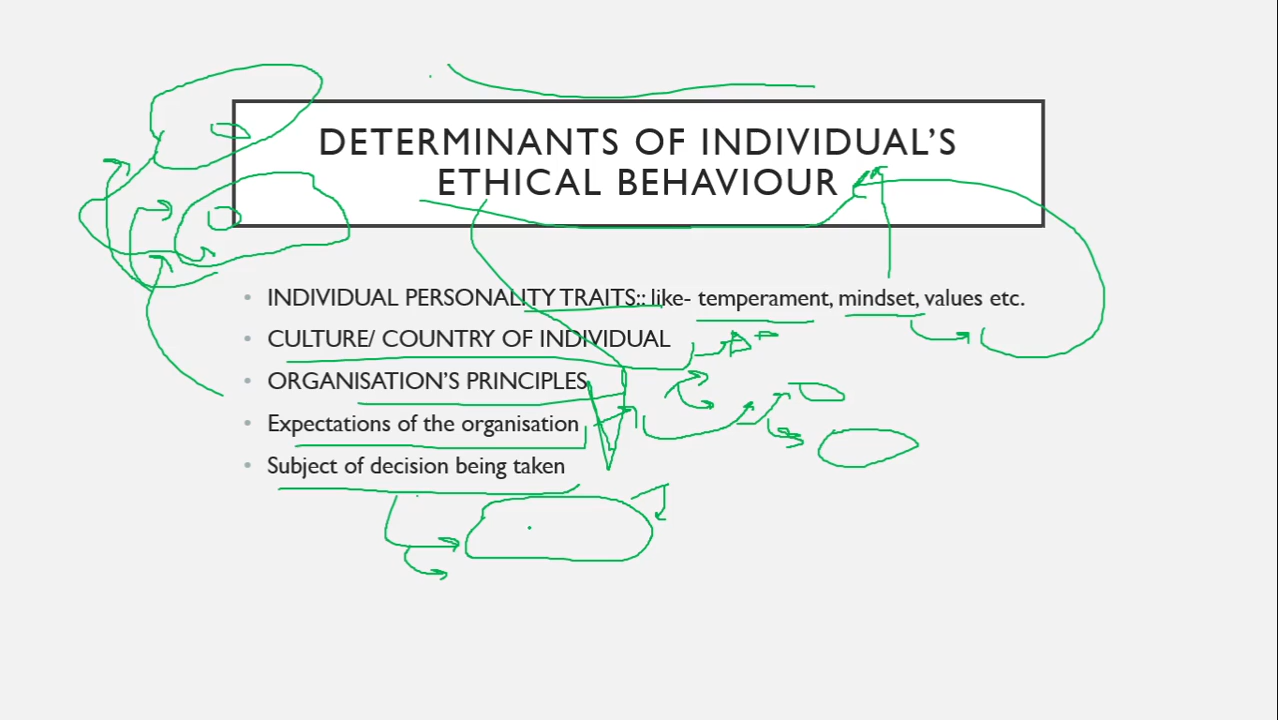 DETERMINANTS OF INDIVIDUAL’S
ETHICAL BEHAVIOUR
• INDIVIDUAL PERSONALITY TRAITS:: like- temperament, mindset, values etc.
• CULTURE/ COUNTRY OF INDIVIDUAL
• ORGANISATION’S PRINCIPLES
• Expectations of the organisation
• Subject of decision being taken